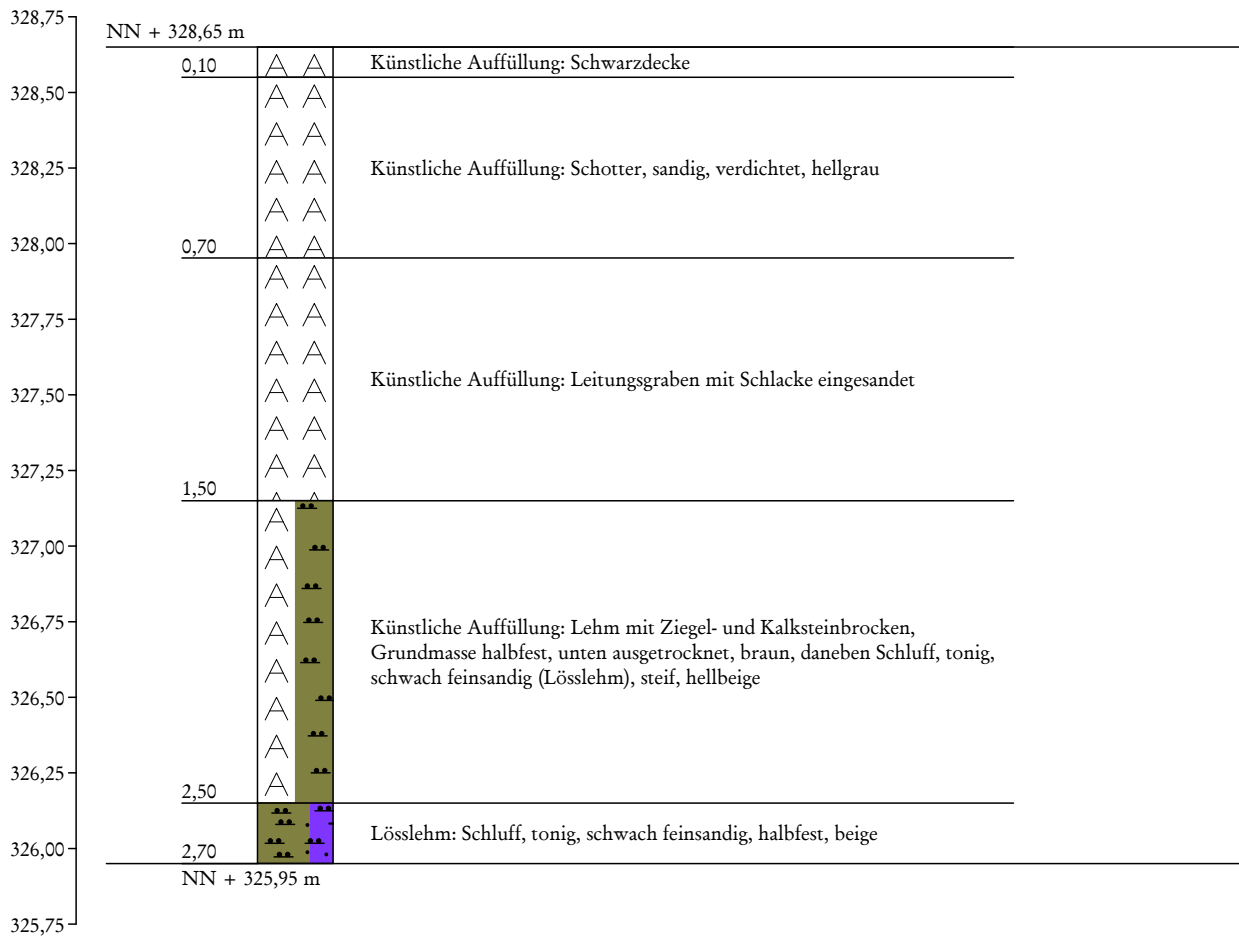 328,75
NN + 328,65 m
0,10
Künstliche Auffüllung: Schwarzdecke
328,50
Künstliche Auffüllung: Schotter, sandig, verdichtet, hellgrau
328,25
328,00
0,70
327,75
Künstliche Auffüllung: Leitungsgraben mit Schlacke eingesandet
327,50
327,25
1,50
327,00
326,75
Künstliche Auffüllung: Lehm mit Ziegel- und Kalksteinbrocken,
Grundmasse halbfest, unten ausgetrocknet, braun, daneben Schluff, tonig,
schwach feinsandig (Lösslehm), steif, hellbeige
326,50
326,25
2,50
Lösslehm: Schluff, tonig, schwach feinsandig, halbfest, beige
326,00
2,70
NN + 325,95 m
325,75